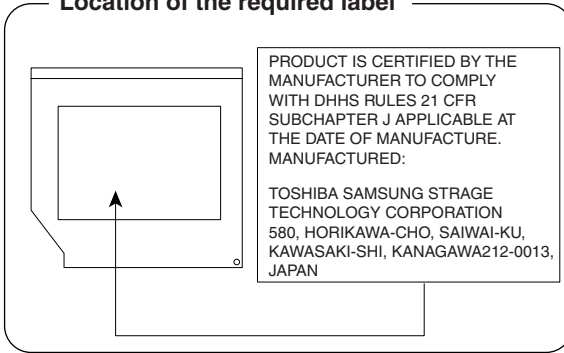 Location of the required label
PRODUCT IS CERTIFIED BY THE
MANUFACTURER TO COMPLY
WITH DHHS RULES 21 CFR
SUBCHAPTER J APPLICABLE AT
THE DATE OF MANUFACTURE.
MANUFACTURED:
TOSHIBA SAMSUNG STRAGE
TECHNOLOGY CORPORATION
580, HORIKAWA-CHO, SAIWAI-KU,
KAWASAKI-SHI, KANAGAWA212-0013,
JAPAN